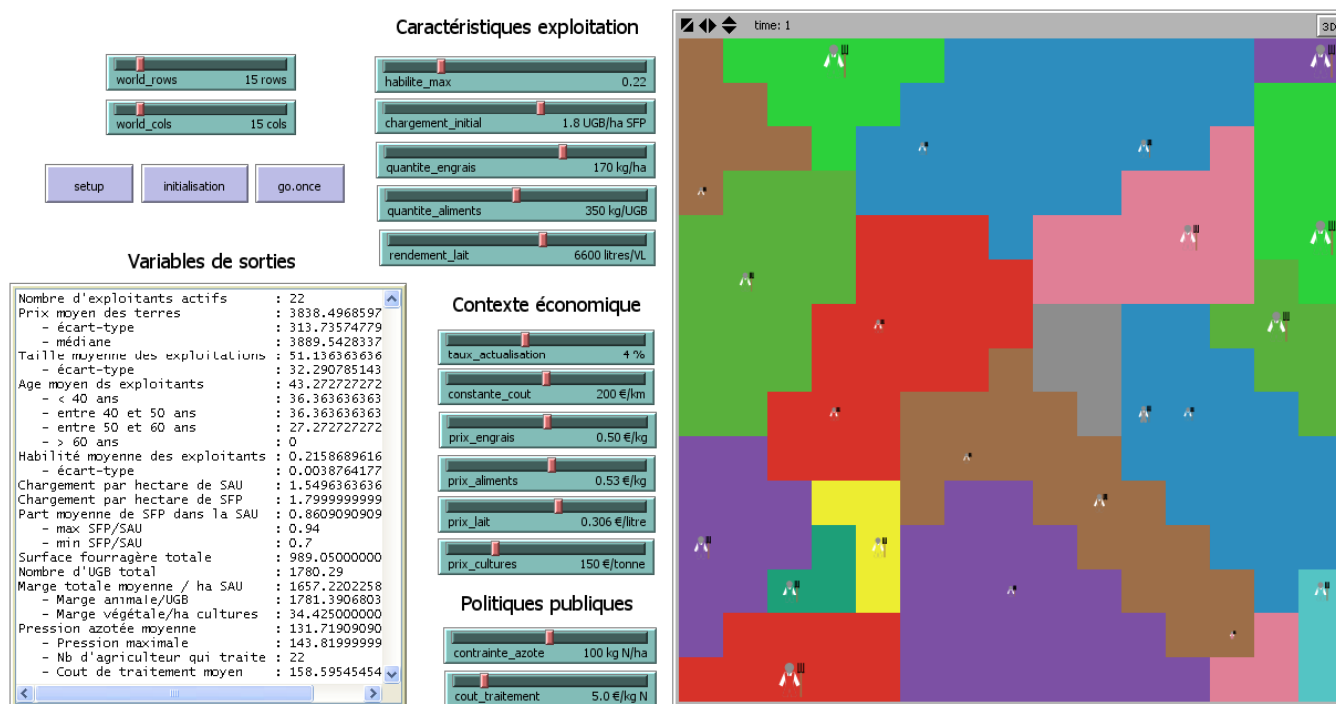 Caractéristiques exploitation
world_rows 15 rows
world_cols 15 cols
setup initialisation go.once
habilite_max 0.22
chargement_initial 1.8 UGB/ha SFP
quantite_engrais 170 kg/ha
quantite_aliments 350 kg/UGB
rendement_lait 6600 litres/VL
Variables de sorties
Nombre d'exploitants actifs : 22
Prix moyen des terres : 3838.4968597
- écart-type : 313.73574779
- médiane : 3889.5428337
Taille moyenne des exploitations : 51.136363636
- écart-type : 32.290785143
Age moyen ds exploitants : 43.272727272
- < 40 ans : 36.363636363
- entre 40 et 50 ans : 36.363636363
- entre 50 et 60 ans : 27.272727272
- > 60 ans : 0
Habilité moyenne des exploitants : 0.2158689616
- écart-type : 0.0038764177
Chargement par hectare de SAU : 1.5496363636
Chargement par hectare de SFP : 1.7999999999
Part moyenne de SFP dans la SAU : 0.8609090909
- max SFP/SAU : 0.94
- min SFP/SAU : 0.7
Surface fourragère totale : 989.05000000
Nombre d'UGB total : 1780.29
Marge totale moyenne / ha SAU : 1657.2202258
- Marge animale/UGB : 1781.3906803
- Marge végétale/ha cultures : 34.425000000
Pression azotée moyenne : 131.71909090
- Pression maximale : 143.81999999
- Nb d'agriculteur qui traite : 22
- Cout de traitement moyen : 158.59545454
Contexte économique
taux_actualisation 4 %
constante_cout 200 €/km
prix_engrais 0.50 €/kg
prix_aliments 0.53 €/kg
prix_lait 0.306 €/litre
prix_cultures 150 €/tonne
Politiques publiques
contrainte_azote 100 kg N/ha
cout_traitement 5.0 €/kg N
time: 1
3D